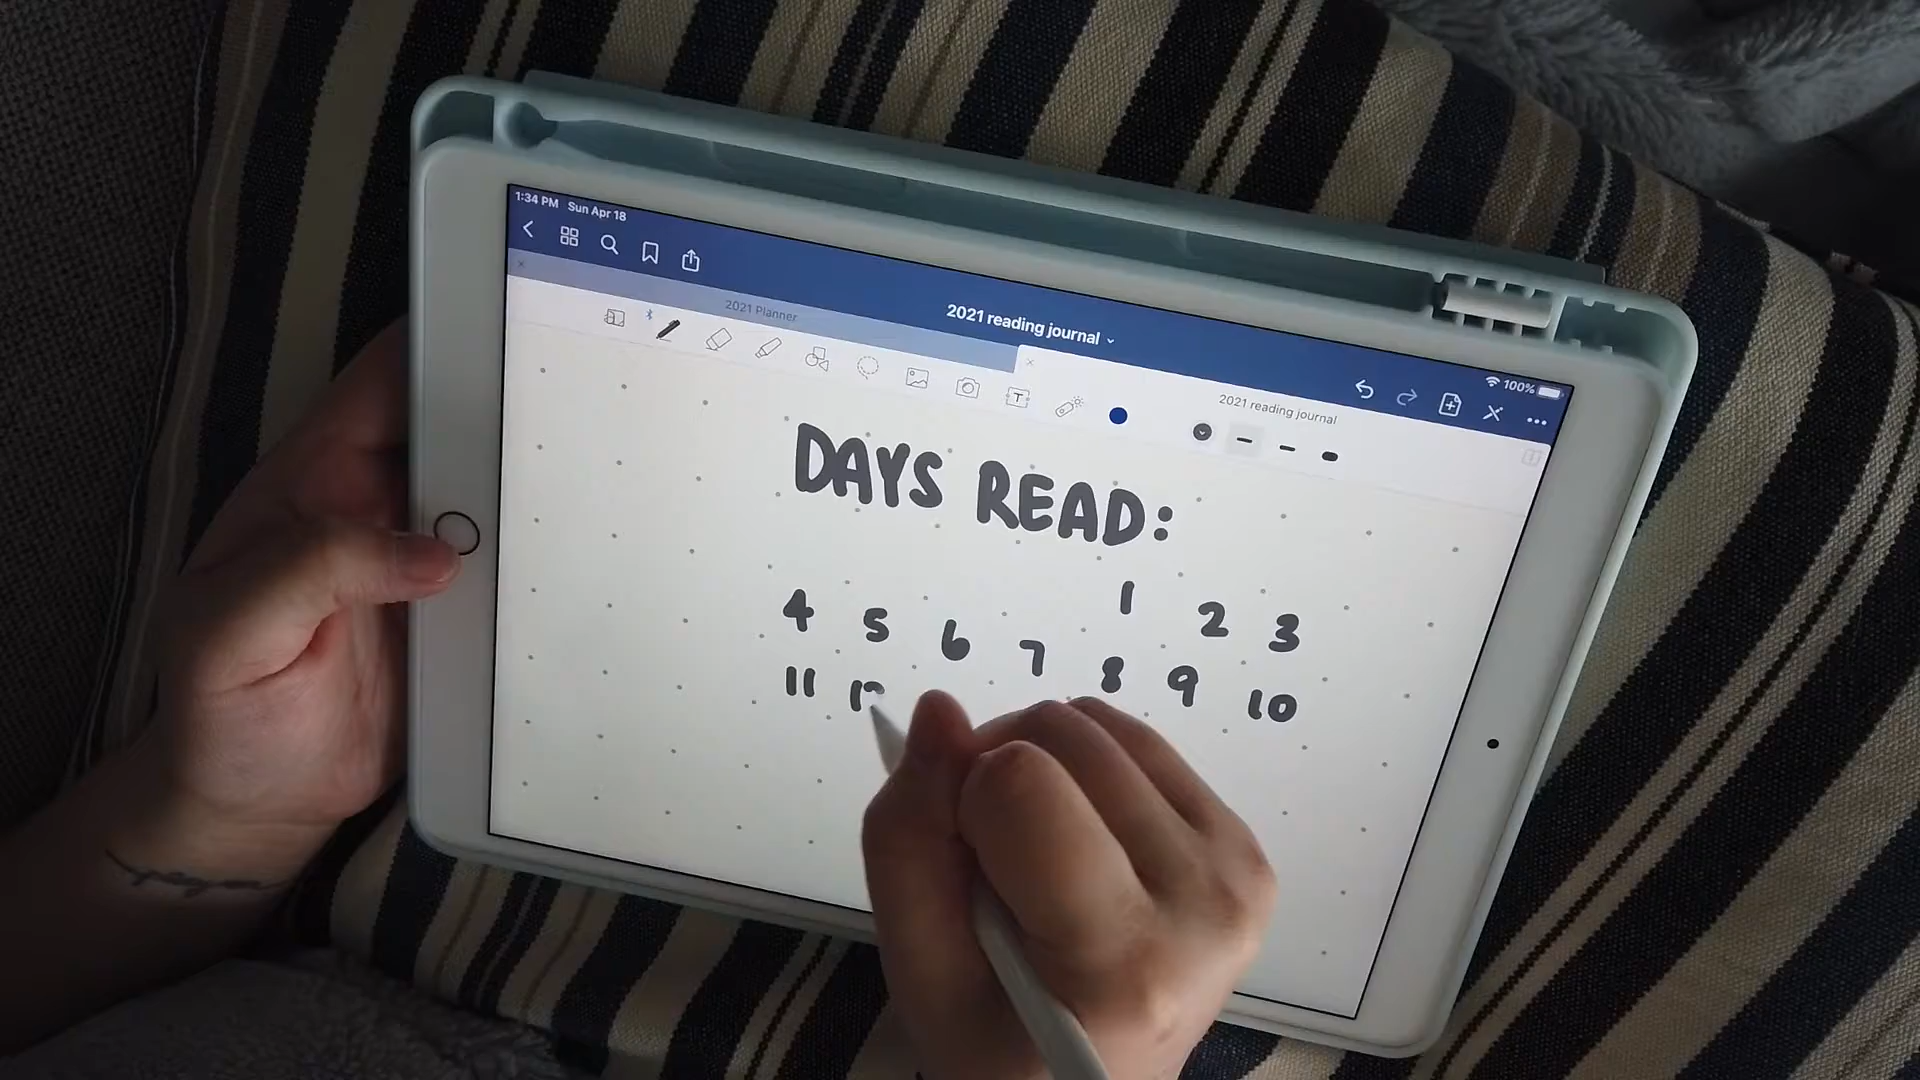 1:34 PM Sun Apr 18
100%
2021 reading journal
2021 Planner
2021 reading journal
T
DAYS READ:
1 2 3
4 5 6 7 8 9 10
11